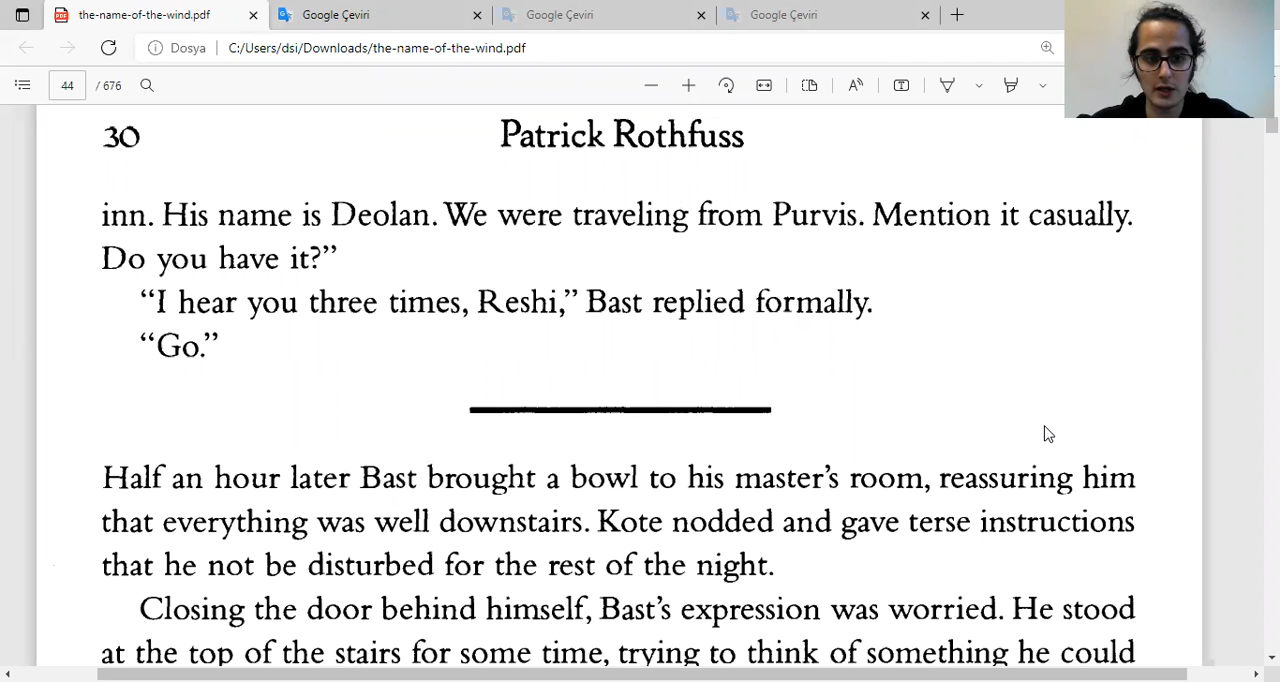 the-name-of-the-wind.pdf
Google Çeviri
Google Çeviri
Google Çeviri
Dosya
C:/Users/dsi/Downloads/the-name-of-the-wind.pdf
44 / 676
30 Patrick Rothfuss
inn. His name is Deolan. We were traveling from Purvis. Mention it casually.
Do you have it?”
“I hear you three times, Reshi,” Bast replied formally.
“Go.”
Half an hour later Bast brought a bowl to his master’s room, reassuring him
that everything was well downstairs. Kote nodded and gave terse instructions
that he not be disturbed for the rest of the night.
Closing the door behind himself, Bast’s expression was worried. He stood
at the top of the stairs for some time, trying to think of something he could